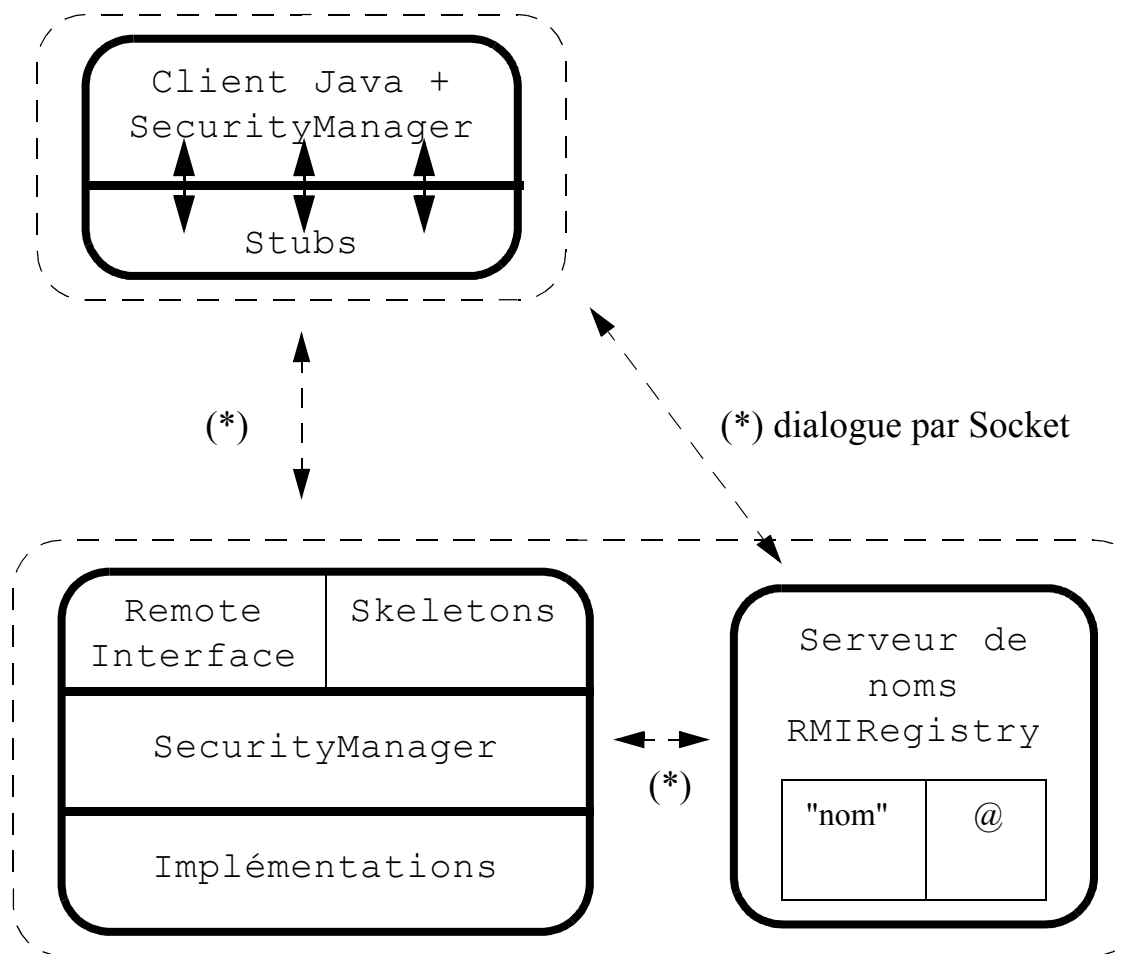 Client Java +
SecurityManager
Stubs
(*)
(*) dialogue par Socket
Remote
Interface
Skeletons
SecurityManager
Implémentations
(*)
Serveur de
noms
RMIRegistry
"nom"
@